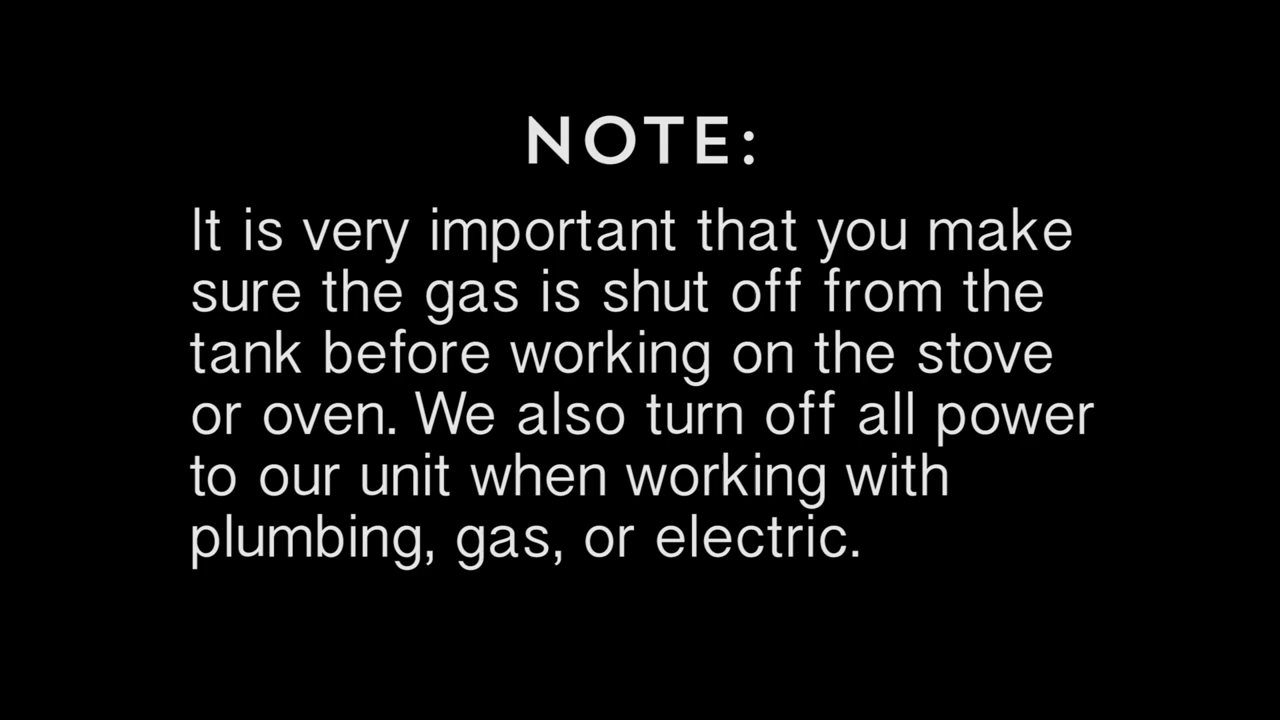 NOTE:
It is very important that you make
sure the gas is shut off from the
tank before working on the stove
or oven. We also turn off all power
to our unit when working with
plumbing, gas, or electric.